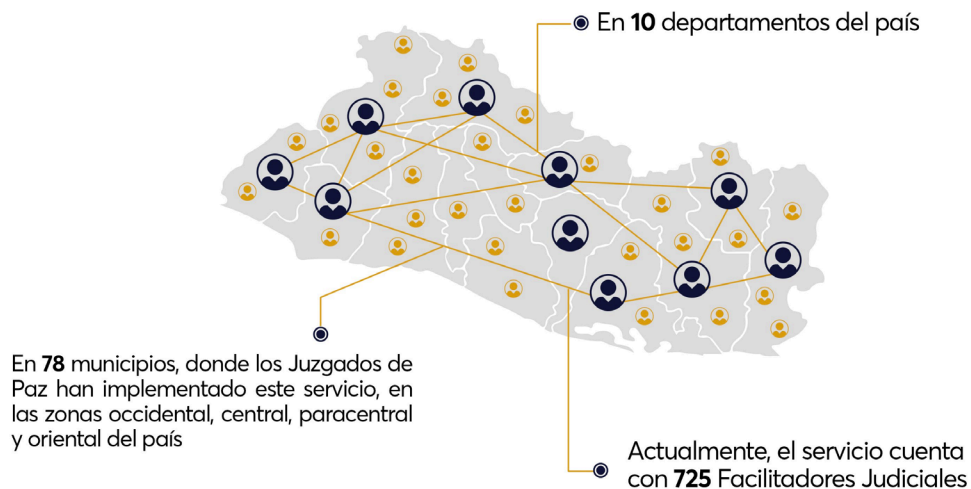 En 10 departamentos del país
En 78 municipios, donde los Juzgados de
Paz han implementado este servicio, en
las zonas occidental, central, paracentral
y oriental del país
Actualmente, el servicio cuenta
con 725 Facilitadores Judiciales